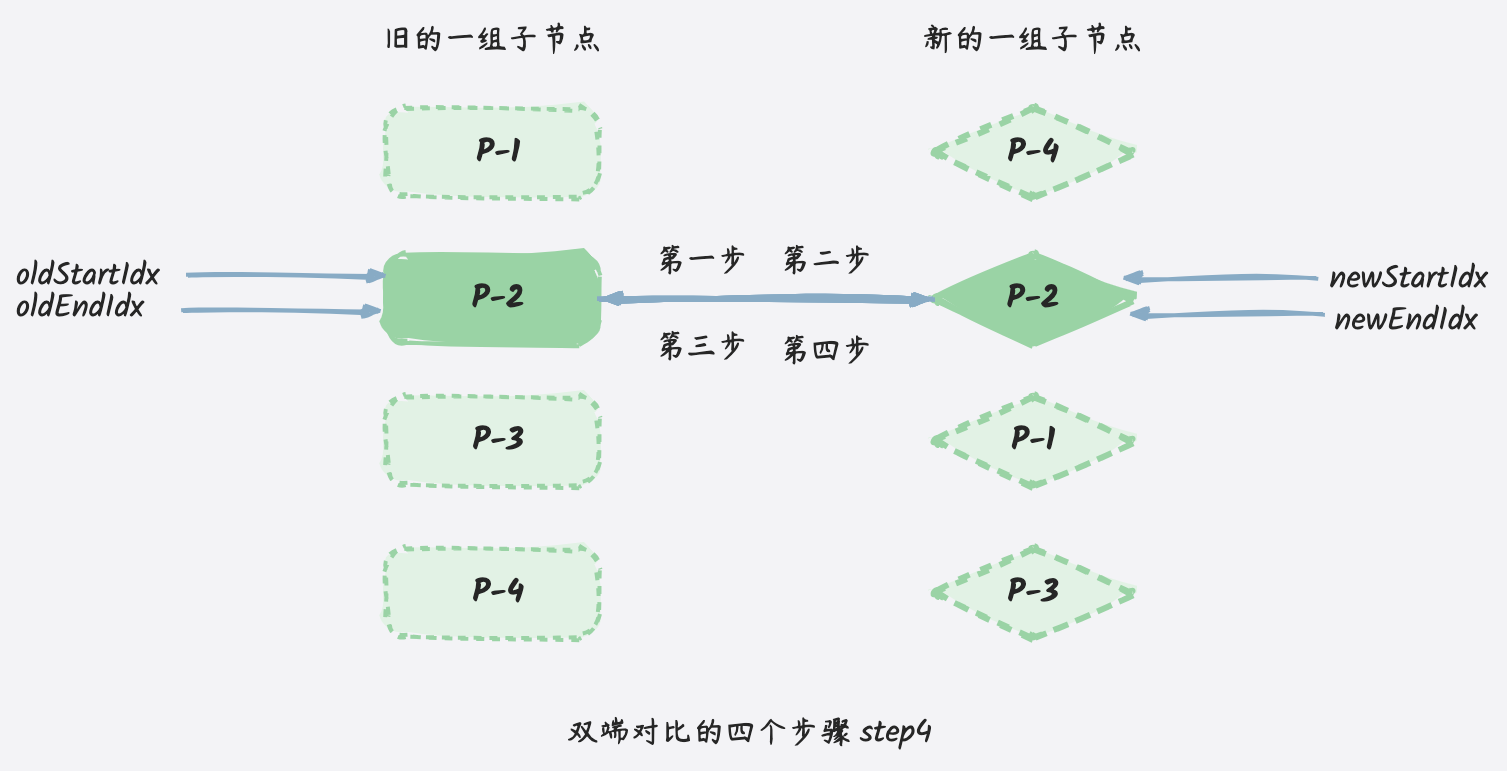 旧的一组子节点
新的一组子节点
P-1
P-4
oldStartIdx
oldEndIdx
P-2
第一步 第二步
第三步 第四步
P-2
newStartIdx
newEndIdx
P-3
P-1
P-4
P-3
双端对比的四个步骤 step4